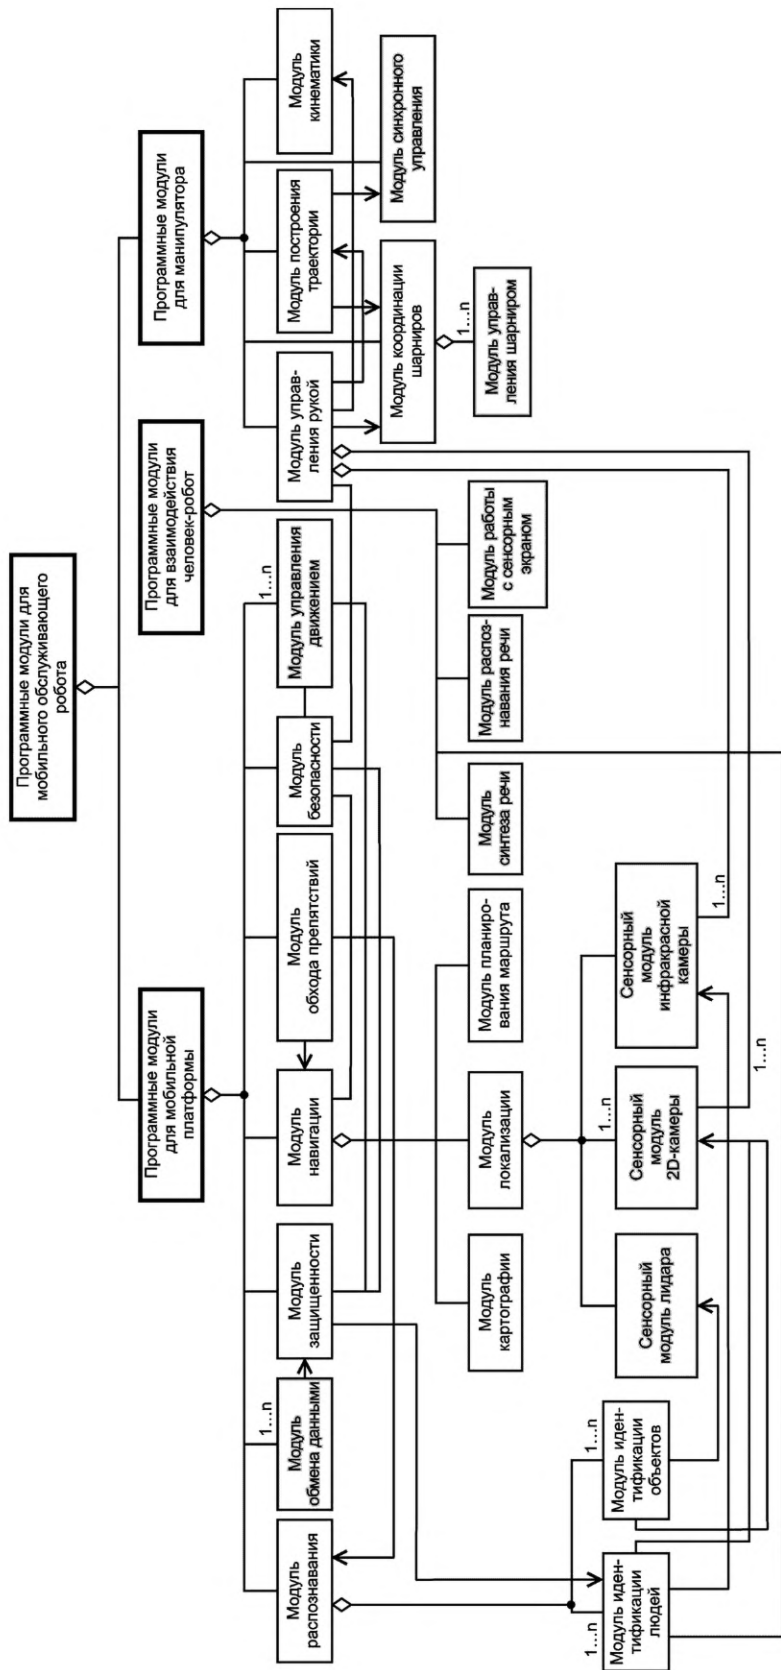 Программные модули для
мобильного обслуживающего
робота
Программные модули
для мобильной
платформы
Программные модули
для взаимодействия
человек-робот
Программные модули
для манипулятора
Модуль
распознавания
1...n
Модуль
обмена данными
Модуль
защищенности
Модуль
навигации
Модуль
обхода препятствий
Модуль
безопасности
1...n
Модуль управления
движением
Модуль управ-
ления рукой
Модуль построения
траектории
Модуль
кинематики
Модуль координации
шарниров
Модуль синхронного
управления
1...n
Модуль управ-
ления шарниром
Модуль
картографии
Модуль
локализации
Модуль планиро-
вания маршрута
Модуль
синтеза речи
Модуль распоз-
навания речи
Модуль работы
с сенсорным
экраном
1...n
Модуль иден-
тификации
людей
1...n
Модуль иден-
тификации
объектов
Сенсорный
модуль лидара
1...n
Сенсорный
модуль
2D-камеры
1...n
Сенсорный
модуль
инфракрасной
камеры
1...n